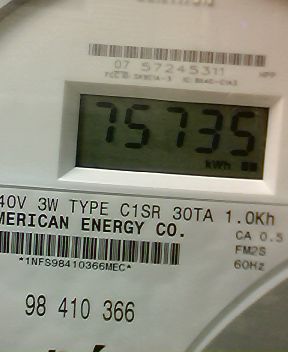 07 57245311
75735
kWh
40V 3W TYPE C1SR 30TA 1.0Kh
MERICAN ENERGY CO.
CA 0.5
FM2S
60Hz
*1NFS98410366MEC*
98 410 366